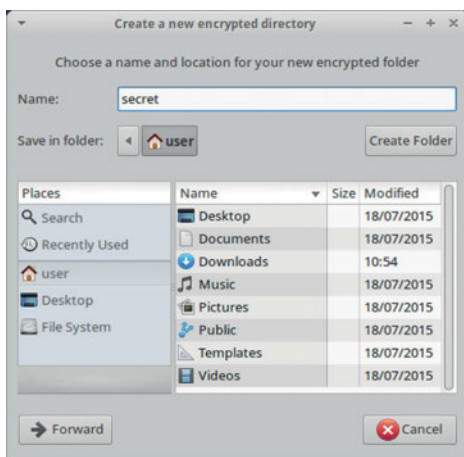 Create a new encrypted directory
Choose a name and location for your new encrypted folder
Name: secret
Save in folder: user Create Folder
Places
Search
Recently Used
user
Desktop
File System
Name Size Modified
Desktop 18/07/2015
Documents 18/07/2015
Downloads 10:54
Music 18/07/2015
Pictures 18/07/2015
Public 18/07/2015
Templates 18/07/2015
Videos 18/07/2015
Forward Cancel